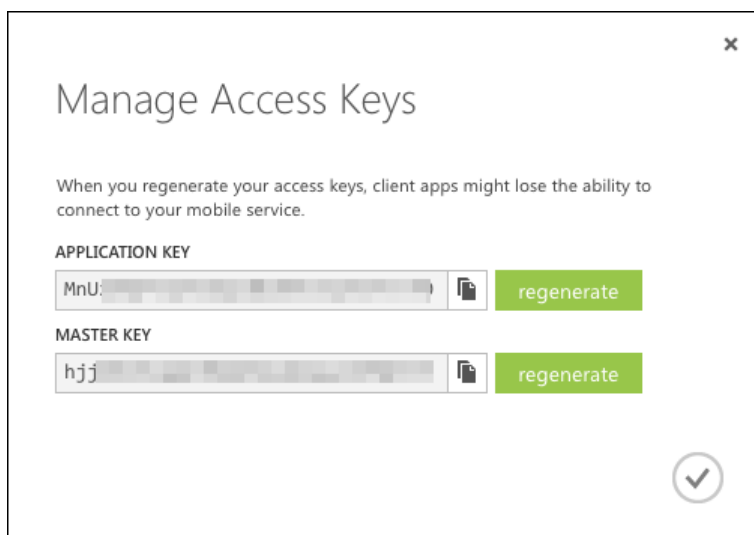 Manage Access Keys
When you regenerate your access keys, client apps might lose the ability to
connect to your mobile service.
APPLICATION KEY
MnU
regenerate
MASTER KEY
hjj
regenerate